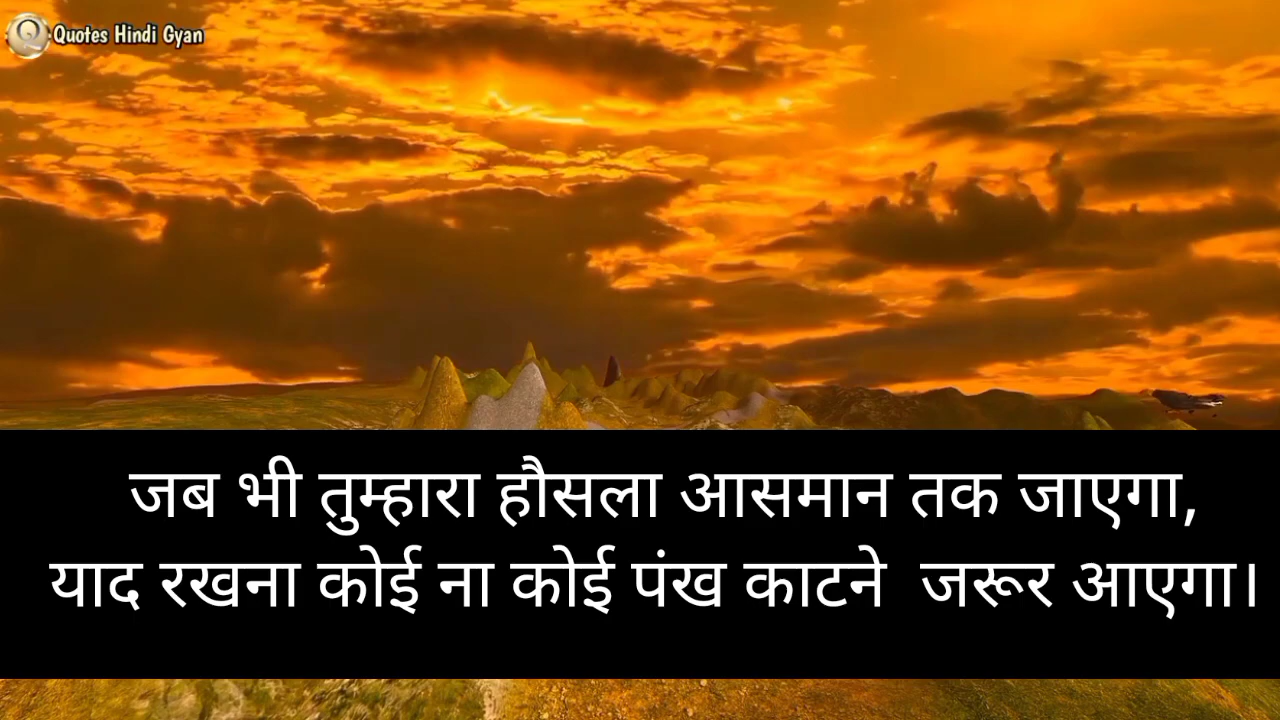 Quotes Hindi Gyan
जब भी तुम्हारा हौसला आसमान तक जाएगा,
याद रखना कोई ना कोई पंख काटने जरूर आएगा।